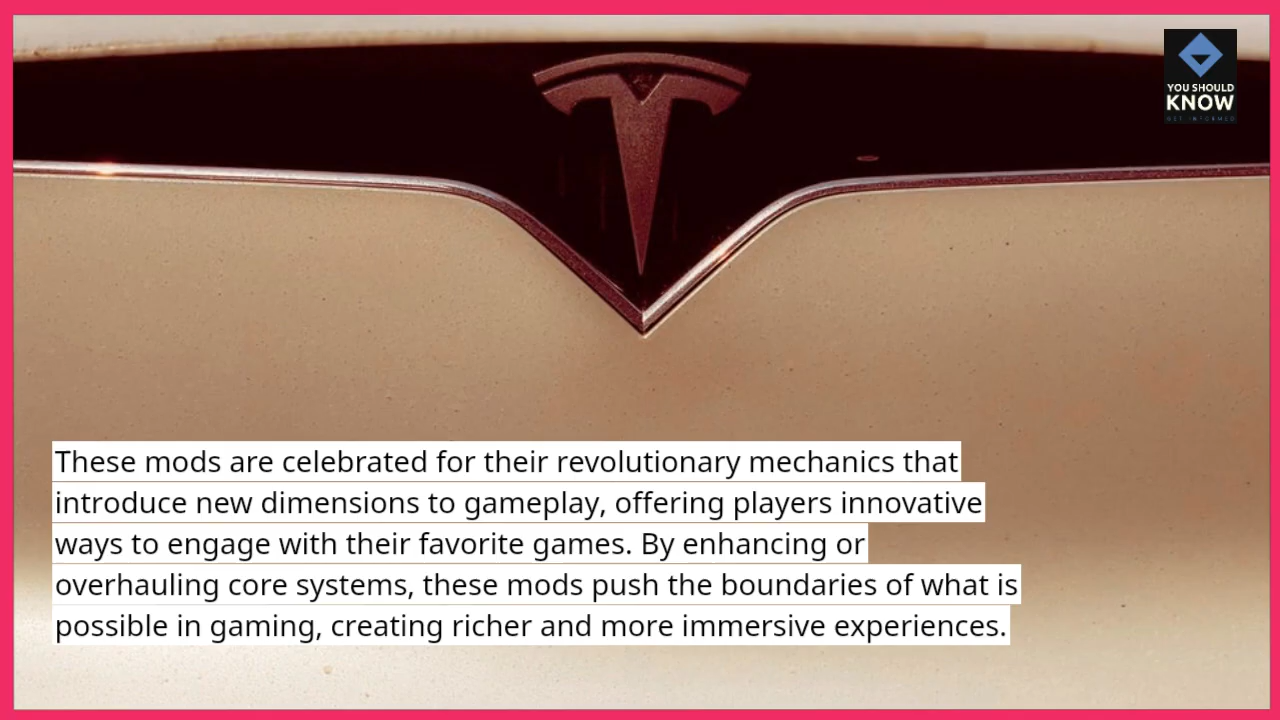 YOU SHOULD
KNOW
GET INFORMED
These mods are celebrated for their revolutionary mechanics that
introduce new dimensions to gameplay, offering players innovative
ways to engage with their favorite games. By enhancing or
overhauling core systems, these mods push the boundaries of what is
possible in gaming, creating richer and more immersive experiences.